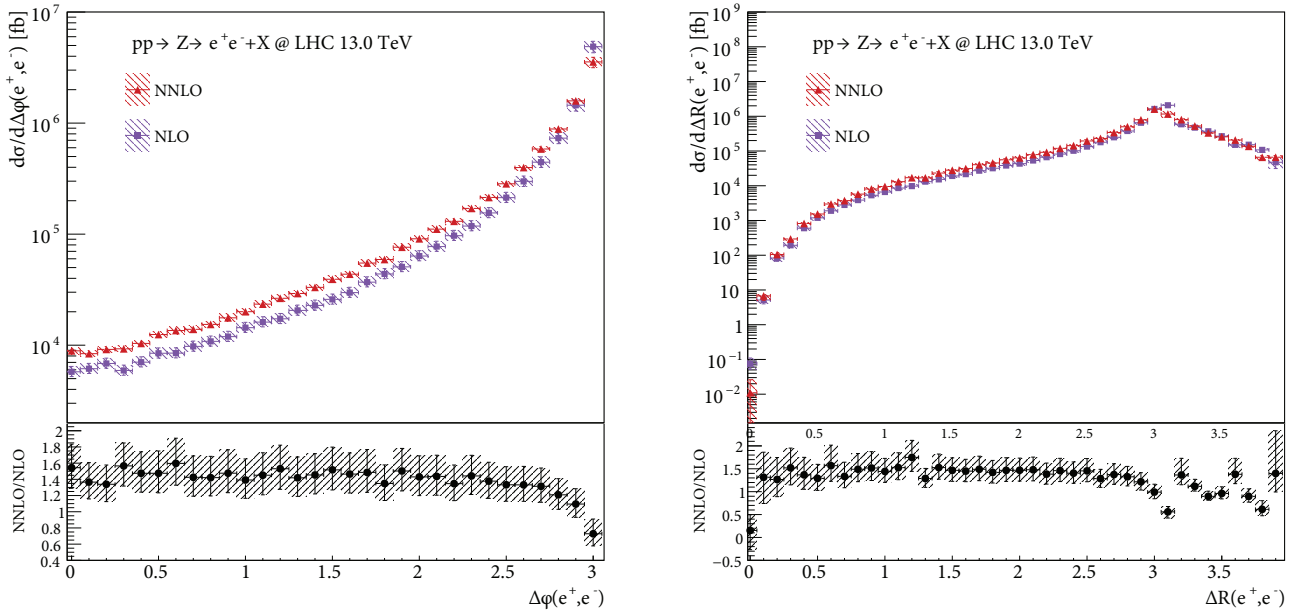 dσ/dΔφ(e⁺,e⁻) [fb]
10⁷
10⁶
10⁵
10⁴
pp→ Z→ e⁺e⁻+X @ LHC 13.0 TeV
NNLO
NLO
NNLO/NLO
2
1.8
1.6
1.4
1.2
1
0.8
0.6
0.4
0 0.5 1 1.5 2 2.5 3
Δφ(e⁺,e⁻)
dσ/dΔR(e⁺,e⁻) [fb]
10⁹
10⁸
10⁷
10⁶
10⁵
10⁴
10³
10²
10
1
10⁻¹
10⁻²
pp→ Z→ e⁺e⁻+X @ LHC 13.0 TeV
NNLO
NLO
0 0.5 1 1.5 2 2.5 3 3.5
NNLO/NLO
2
1.5
1
0.5
0
−0.5
0 0.5 1 1.5 2 2.5 3 3.5
ΔR(e⁺,e⁻)